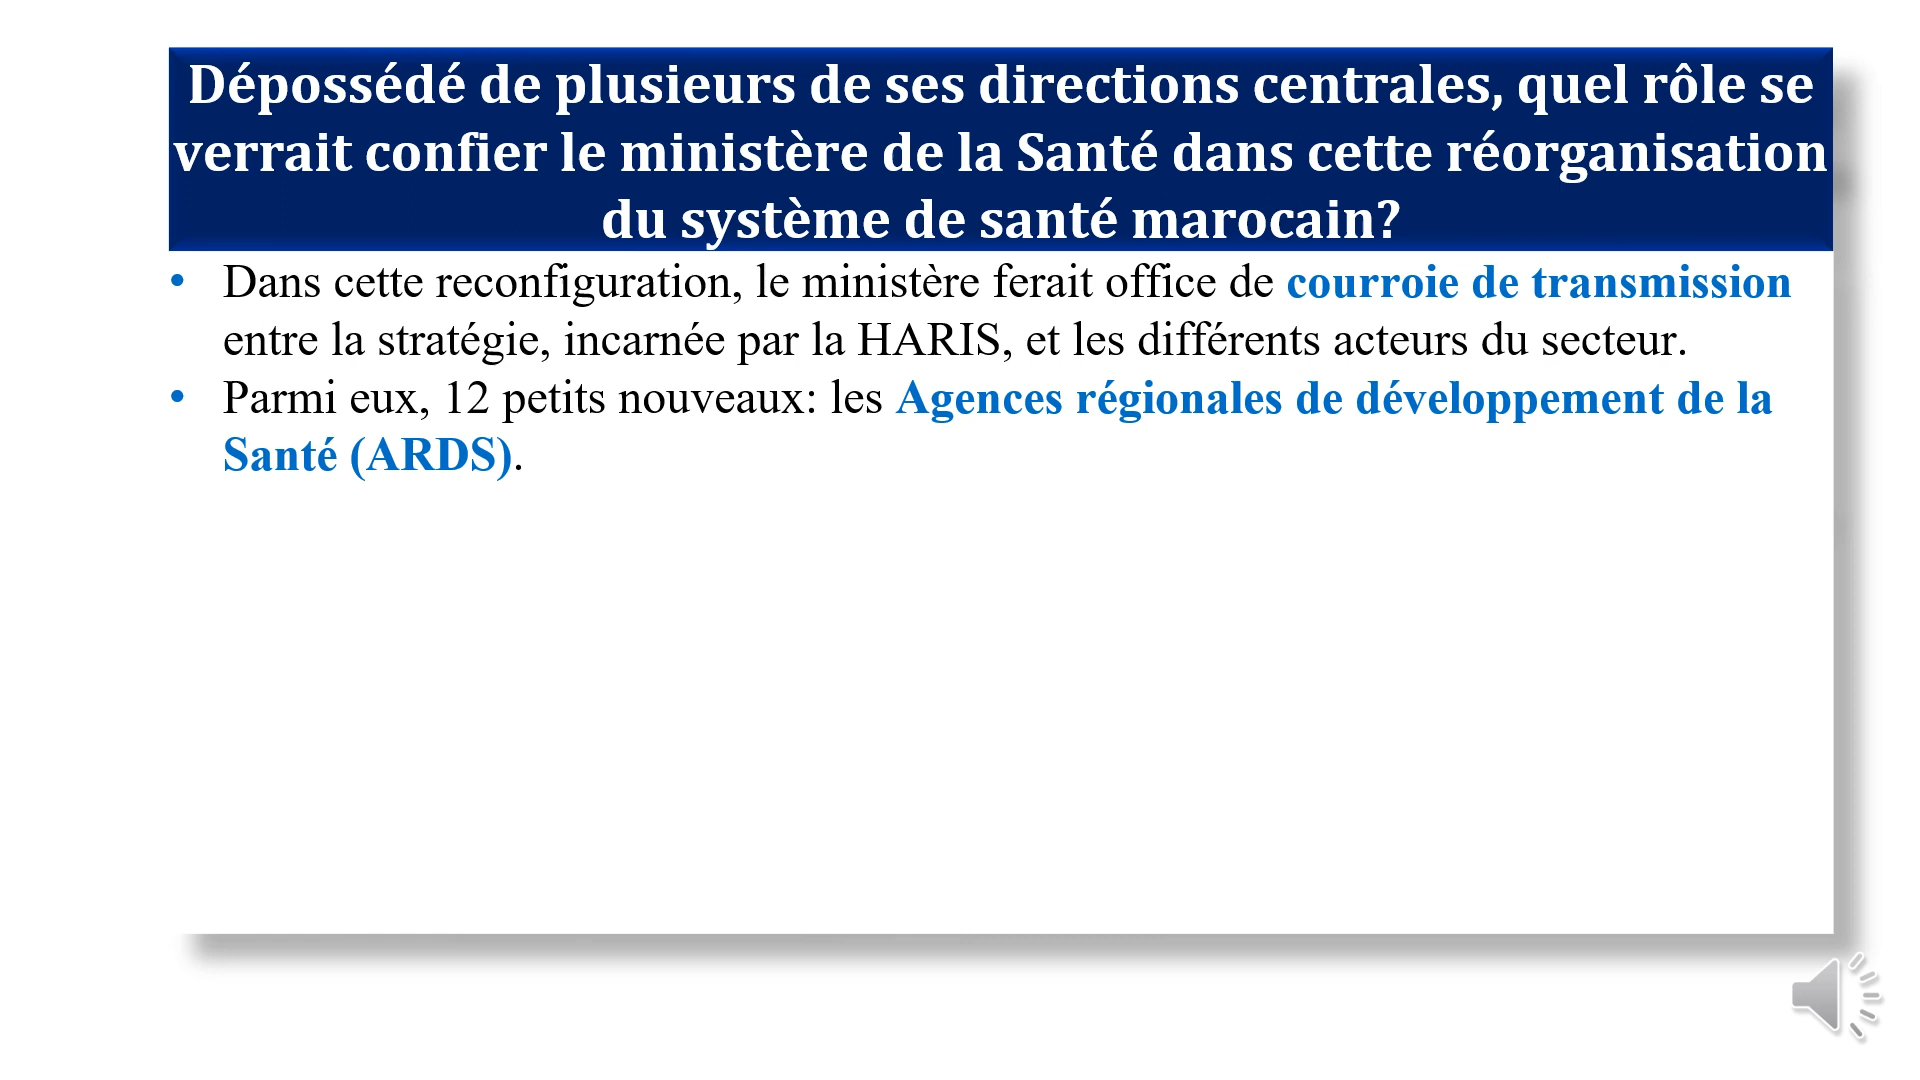 Dépossédé de plusieurs de ses directions centrales, quel rôle se
verrait confier le ministère de la Santé dans cette réorganisation
du système de santé marocain?
• Dans cette reconfiguration, le ministère ferait office de courroie de transmission
entre la stratégie, incarnée par la HARIS, et les différents acteurs du secteur.
• Parmi eux, 12 petits nouveaux: les Agences régionales de développement de la
Santé (ARDS).